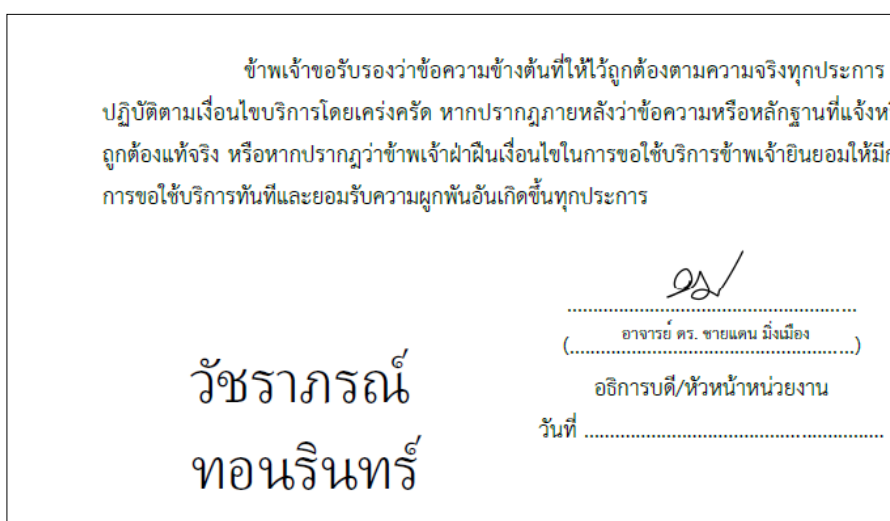 ข้าพเจ้าขอรับรองว่าข้อความข้างต้นที่ให้ไว้ถูกต้องตามความจริงทุกประการ
ปฏิบัติตามเงื่อนไขบริการโดยเคร่งครัด หากปรากฏภายหลังว่าข้อความหรือหลักฐานที่แจ้ง
ถูกต้องแท้จริง หรือหากปรากฏว่าข้าพเจ้าฝ่าฝืนเงื่อนไขในการขอใช้บริการข้าพเจ้ายินยอมให้
การขอใช้บริการทันทีและยอมรับความผูกพันอันเกิดขึ้นทุกประการ
(อาจารย์ ดร. ชายแดน มิ่งเมือง)
อธิการบดี/หัวหน้าหน่วยงาน
วันที่ ..........................................................
วัชราภรณ์
ทอนรินทร์